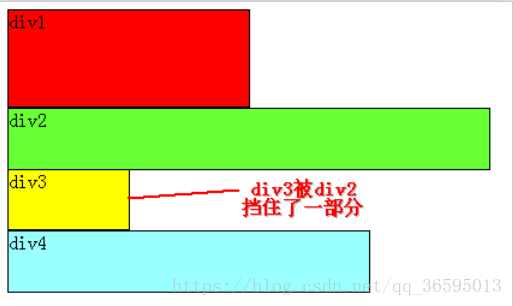 div1
div2
div3
div3被div2
挡住了一部分
div4
https://blog.csdn.net/qq_36595013